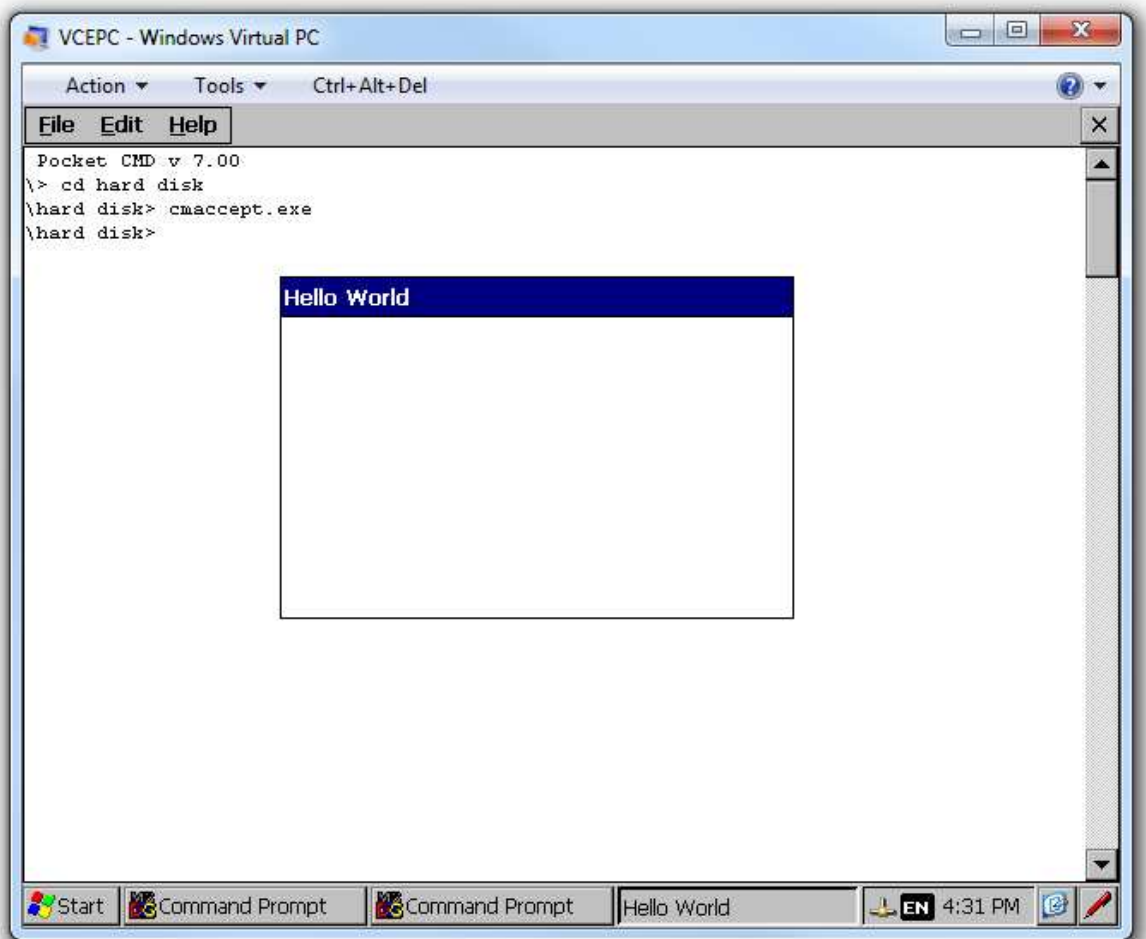 VCEPC - Windows Virtual PC
Action Tools Ctrl+Alt+Del
File Edit Help
Pocket CMD v 7.00
\> cd hard disk
\hard disk> cmaccept.exe
\hard disk>
Hello World
Start Command Prompt Command Prompt Hello World EN 4:31 PM